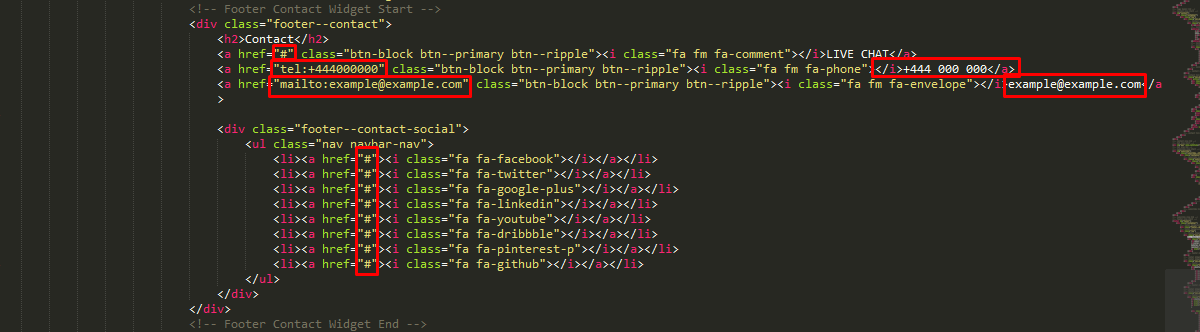 <!-- Footer Contact Widget Start -->
<div class="footer--contact">
<h2>Contact</h2>
<a href="#" class="btn-block btn--primary btn--ripple"><i class="fa fm fa-comment"></i>LIVE CHAT</a>
<a href="tel:+444000000" class="btn-block btn--primary btn--ripple"><i class="fa fm fa-phone"></i>+444 000 000</a>
<a href="mailto:example@example.com" class="btn-block btn--primary btn--ripple"><i class="fa fm fa-envelope"></i>example@example.com</a
>
<div class="footer--contact-social">
<ul class="nav navbar-nav">
<li><a href="#"><i class="fa fa-facebook"></i></a></li>
<li><a href="#"><i class="fa fa-twitter"></i></a></li>
<li><a href="#"><i class="fa fa-google-plus"></i></a></li>
<li><a href="#"><i class="fa fa-linkedin"></i></a></li>
<li><a href="#"><i class="fa fa-youtube"></i></a></li>
<li><a href="#"><i class="fa fa-dribbble"></i></a></li>
<li><a href="#"><i class="fa fa-pinterest-p"></i></a></li>
<li><a href="#"><i class="fa fa-github"></i></a></li>
</ul>
</div>
</div>
<!-- Footer Contact Widget End -->